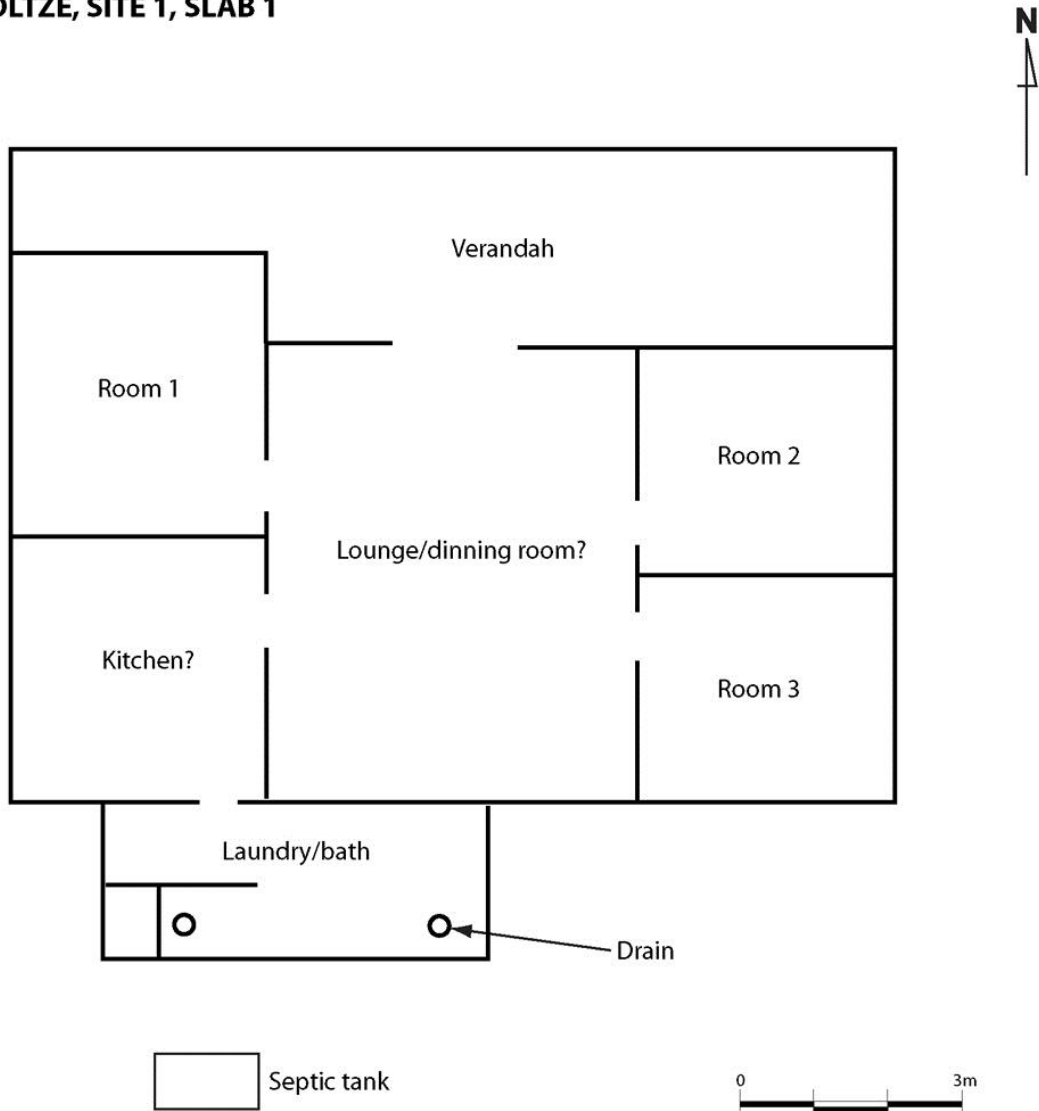 OLTZE, SITE 1, SLAB 1
N
Verandah
Room 1
Room 2
Lounge/dinning room?
Kitchen?
Room 3
Laundry/bath
Drain
Septic tank
0 3m